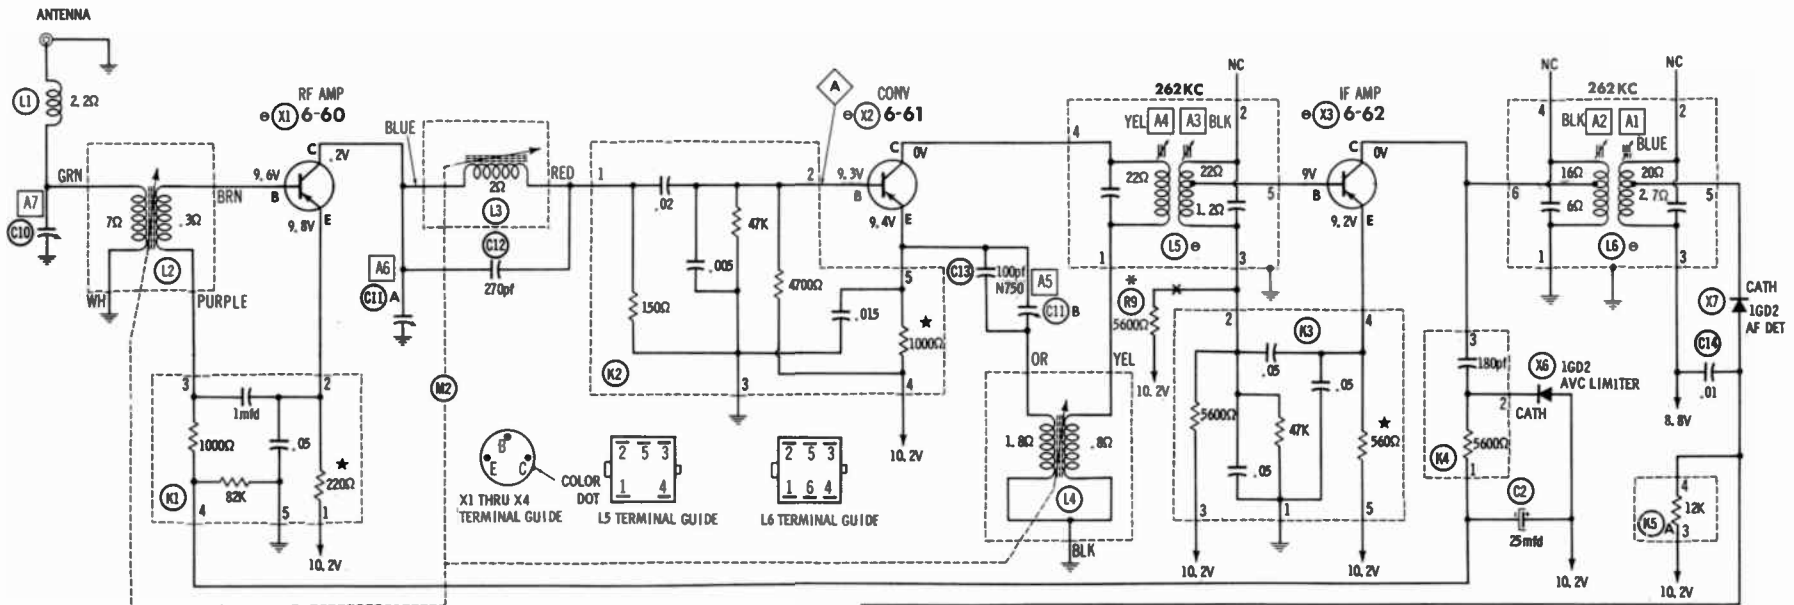 ANTENNA
L1
2.2Ω
GRN
A7
C10
7Ω
.3Ω
L2
WH
PURPLE
BRN
RF AMP
⊖ X1 6-60
C
.2V
9.6V
B
E
9.8V
3
2
1mfd
1000Ω
.05
★
220Ω
82K
K1
4
5
1
10.2V
BLUE
2Ω
L3
RED
C12
270pf
A6
C11 A
M2
1
2
.02
47K
.005
150Ω
4700Ω
.015
K2
3
A
CONV
⊖ X2 6-61
C
0V
9.3V
B
E
9.4V
5
★
1000Ω
4
10.2V
C13
100pf
N750
A5
C11 B
OR
YEL
1.8Ω
.8Ω
L4
BLK
B
E
C
COLOR
DOT
X1 THRU X4
TERMINAL GUIDE
2 5 3
1 4
L5 TERMINAL GUIDE
2 5 3
1 6 4
L6 TERMINAL GUIDE
262KC
NC
4
YEL A4 A3 BLK
2
22Ω
22Ω
1.2Ω
5
L5 ⊖
1
3
*
R9
5600Ω
10.2V
2
K3
4
.05
.05
5600Ω
47K
★
560Ω
.05
3
1
5
10.2V
10.2V
IF AMP
⊖ X3 6-62
C
0V
9V
B
E
9.2V
NC
262KC
NC
4
BLK A2 A1
2
BLUE
16Ω
20Ω
6
6Ω
2.7Ω
5
L6 ⊖
1
3
3
180pf
X6 1GD2
AVC LIMITER
2
CATH
5600Ω
K4
1
C2
25mfd
10.2V
CATH
X7
1GD2
AF DET
C14
.01
8.8V
4
12K
K5 A
3
10.2V